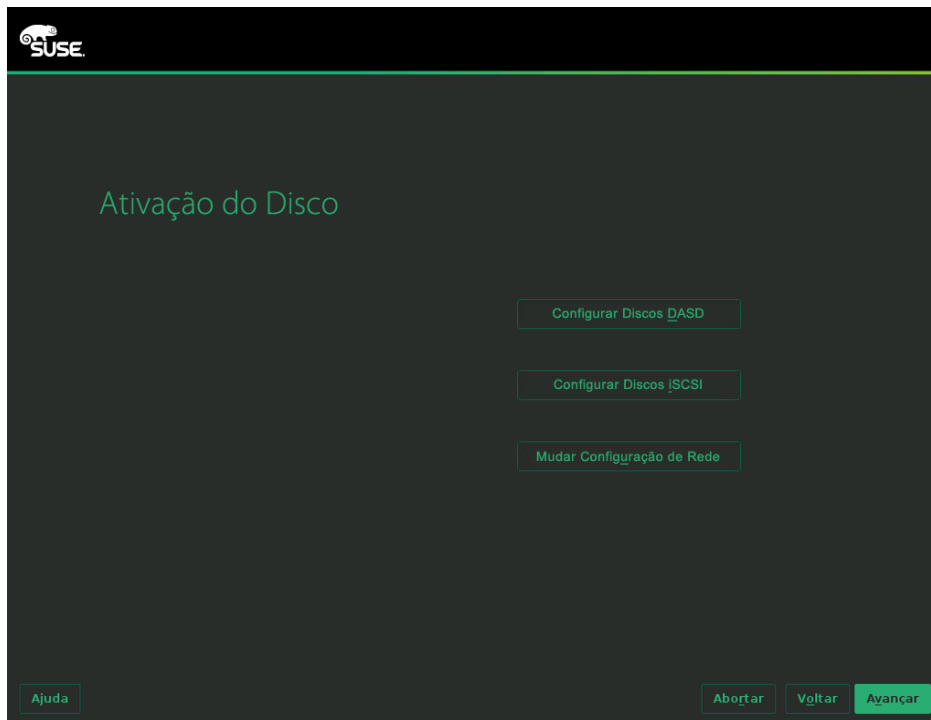 SUSE.
Ativação do Disco
Configurar Discos DASD
Configurar Discos iSCSI
Mudar Configuração de Rede
Ajuda
Abortar
Voltar
Avançar